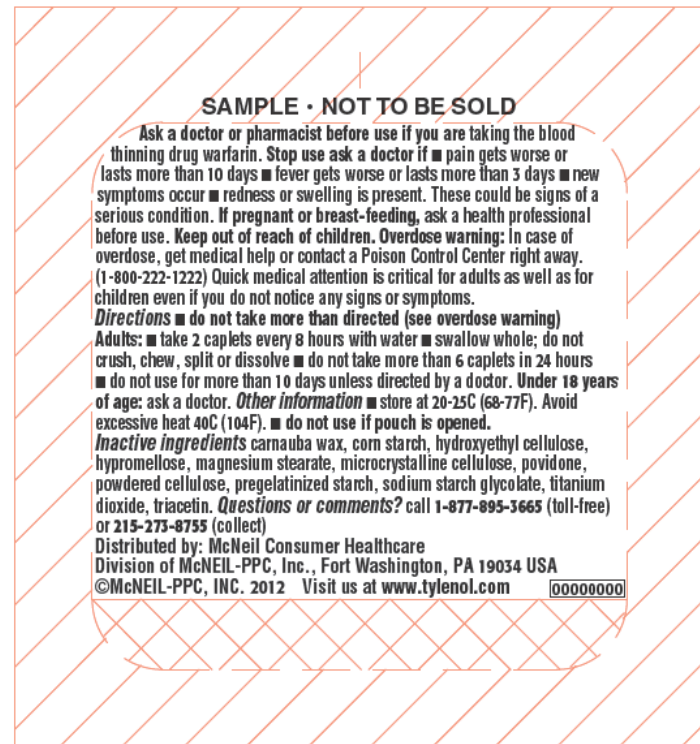 SAMPLE • NOT TO BE SOLD
Ask a doctor or pharmacist before use if you are taking the blood
thinning drug warfarin. Stop use ask a doctor if ■ pain gets worse or
lasts more than 10 days ■ fever gets worse or lasts more than 3 days ■ new
symptoms occur ■ redness or swelling is present. These could be signs of a
serious condition. If pregnant or breast-feeding, ask a health professional
before use. Keep out of reach of children. Overdose warning: In case of
overdose, get medical help or contact a Poison Control Center right away.
(1-800-222-1222) Quick medical attention is critical for adults as well as for
children even if you do not notice any signs or symptoms.
Directions ■ do not take more than directed (see overdose warning)
Adults: ■ take 2 caplets every 8 hours with water ■ swallow whole; do not
crush, chew, split or dissolve ■ do not take more than 6 caplets in 24 hours
■ do not use for more than 10 days unless directed by a doctor. Under 18 years
of age: ask a doctor. Other information ■ store at 20-25C (68-77F). Avoid
excessive heat 40C (104F). ■ do not use if pouch is opened.
Inactive ingredients carnauba wax, corn starch, hydroxyethyl cellulose,
hypromellose, magnesium stearate, microcrystalline cellulose, povidone,
powdered cellulose, pregelatinized starch, sodium starch glycolate, titanium
dioxide, triacetin. Questions or comments? call 1-877-895-3665 (toll-free)
or 215-273-8755 (collect)
Distributed by: McNeil Consumer Healthcare
Division of McNEIL-PPC, Inc., Fort Washington, PA 19034 USA
©McNEIL-PPC, INC. 2012 Visit us at www.tylenol.com 00000000